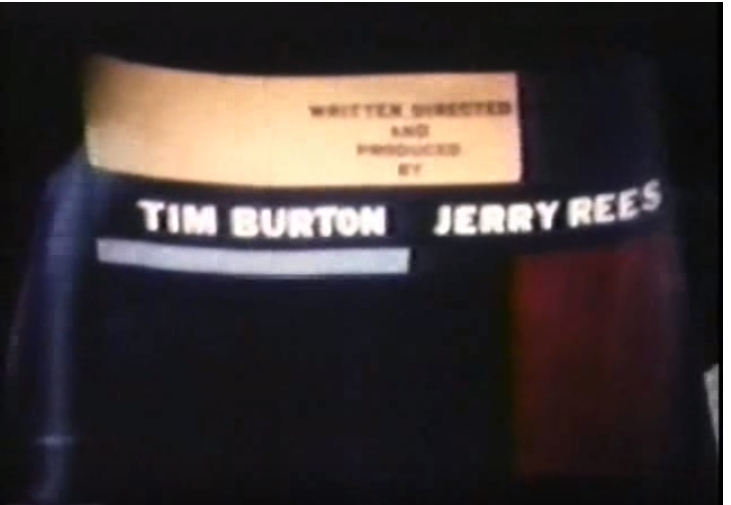 WRITTEN DIRECTED
AND
PRODUCED
BY
TIM BURTON JERRY REES